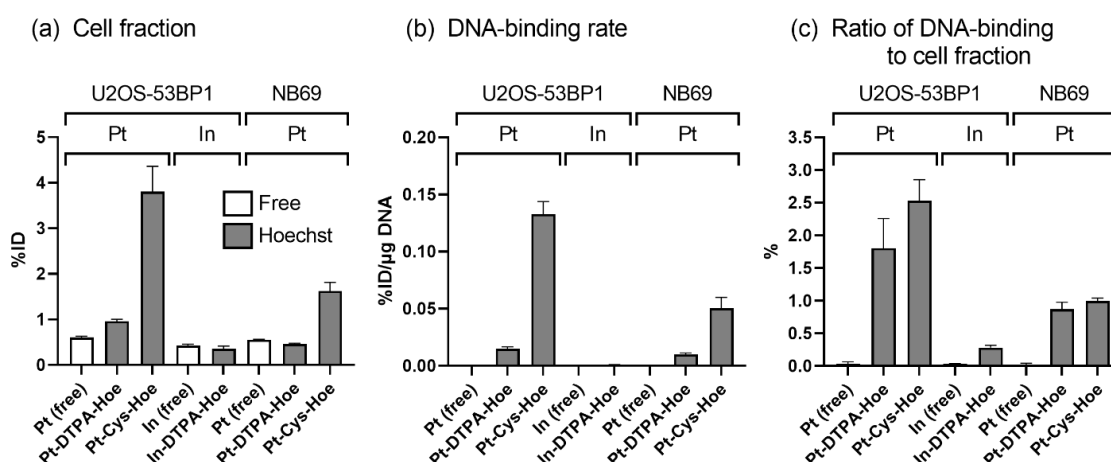 (a) Cell fraction
U2OS-53BP1 NB69
Pt In Pt
5
4
3
2
1
0
%ID
Free
Hoechst
Pt (free)
Pt-DTPA-Hoe
Pt-Cys-Hoe
In (free)
In-DTPA-Hoe
Pt (free)
Pt-DTPA-Hoe
Pt-Cys-Hoe
(b) DNA-binding rate
U2OS-53BP1 NB69
Pt In Pt
0.20
0.15
0.10
0.05
0.00
%ID/µg DNA
Pt (free)
Pt-DTPA-Hoe
Pt-Cys-Hoe
In (free)
In-DTPA-Hoe
Pt (free)
Pt-DTPA-Hoe
Pt-Cys-Hoe
(c) Ratio of DNA-binding
to cell fraction
U2OS-53BP1 NB69
Pt In Pt
3.5
3.0
2.5
2.0
1.5
1.0
0.5
0.0
%
Pt (free)
Pt-DTPA-Hoe
Pt-Cys-Hoe
In (free)
In-DTPA-Hoe
Pt (free)
Pt-DTPA-Hoe
Pt-Cys-Hoe